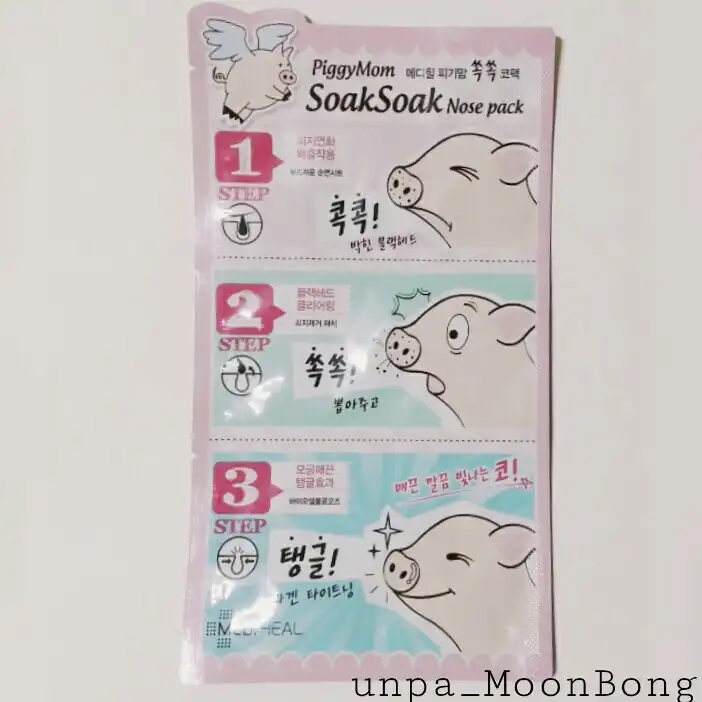 PiggyMom 메디힐 피기맘 쏙쏙 코팩
SoakSoak Nose pack
1
STEP
피지연화
배출작용
부드러운 순면시트
콕콕!
박힌 블랙헤드
2
STEP
블랙헤드
클리어링
피지제거 패치
쏙쏙!
뽑아주고
3
STEP
모공매끈
탱글효과
바이오셀룰로오즈
매끈 깔끔 빛나는 코!
탱글!
타이트닝
MEDIHEAL
unpa_MoonBong